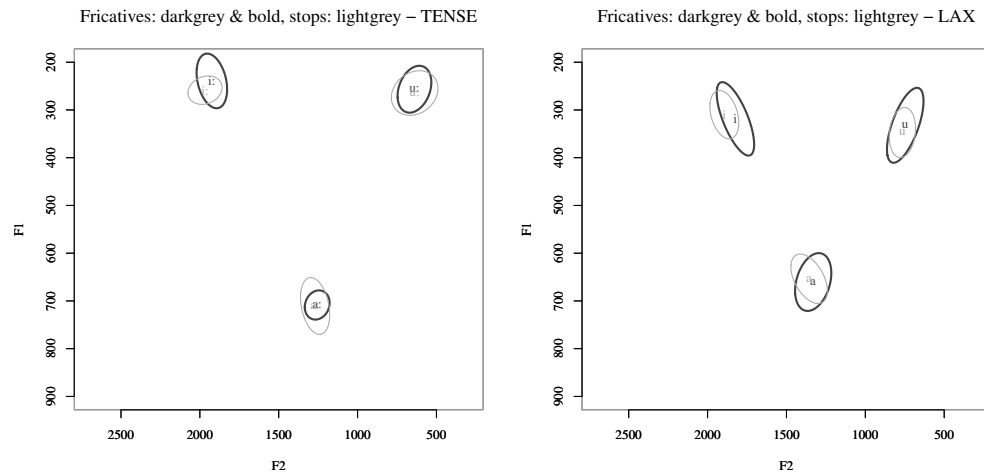 Fricatives: darkgrey & bold, stops: lightgrey – TENSE
200
300
400
500
600
700
800
900
F1
i:
i:
u:
u:
a:
a:
2500
2000
1500
1000
500
F2
Fricatives: darkgrey & bold, stops: lightgrey – LAX
200
300
400
500
600
700
800
900
F1
i
i
u
u
a
a
2500
2000
1500
1000
500
F2